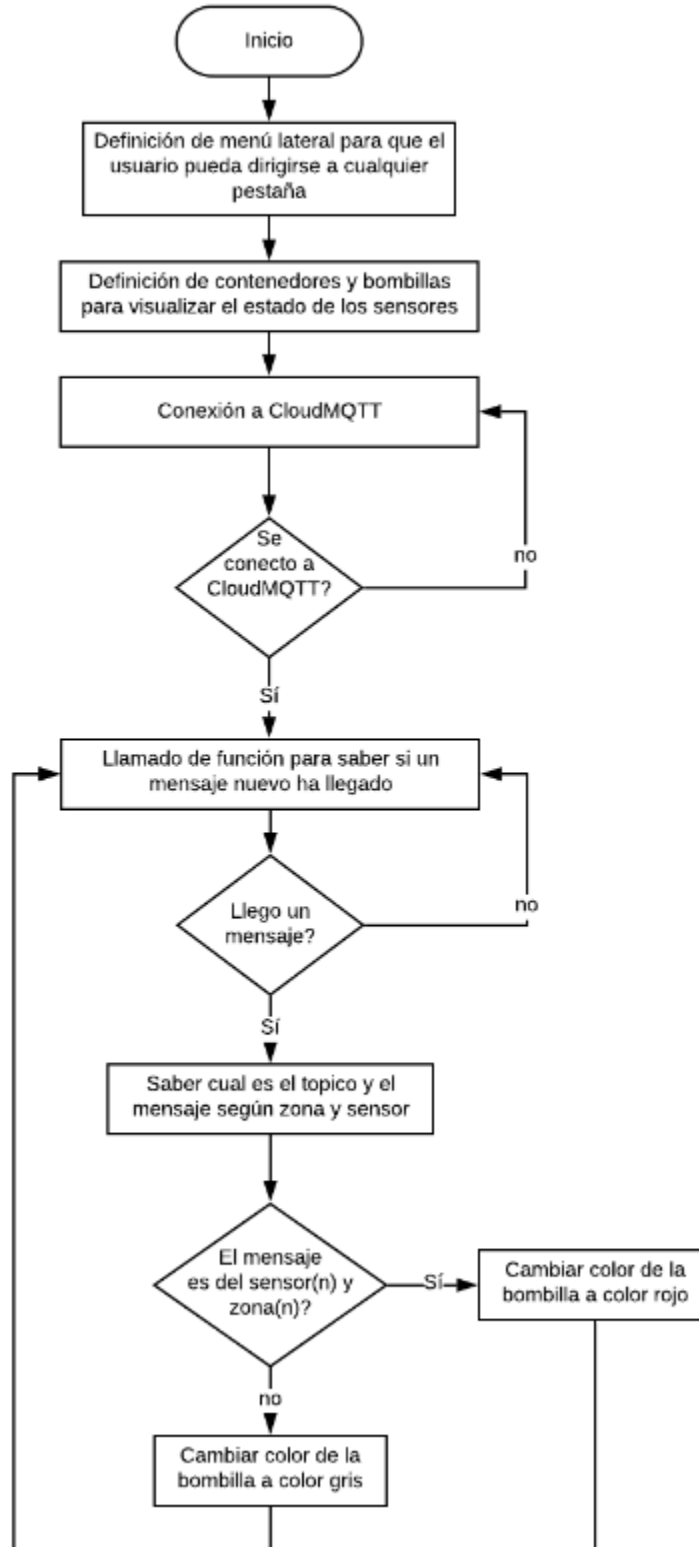 Inicio
Definición de menú lateral para que el
usuario pueda dirigirse a cualquier
pestaña
Definición de contenedores y bombillas
para visualizar el estado de los sensores
Conexión a CloudMQTT
Se
conecto a
CloudMQTT?
no
Sí
Llamado de función para saber si un
mensaje nuevo ha llegado
Llego un
mensaje?
no
Sí
Saber cual es el topico y el
mensaje según zona y sensor
El mensaje
es del sensor(n) y
zona(n)?
Sí
Cambiar color de la
bombilla a color rojo
no
Cambiar color de la
bombilla a color gris